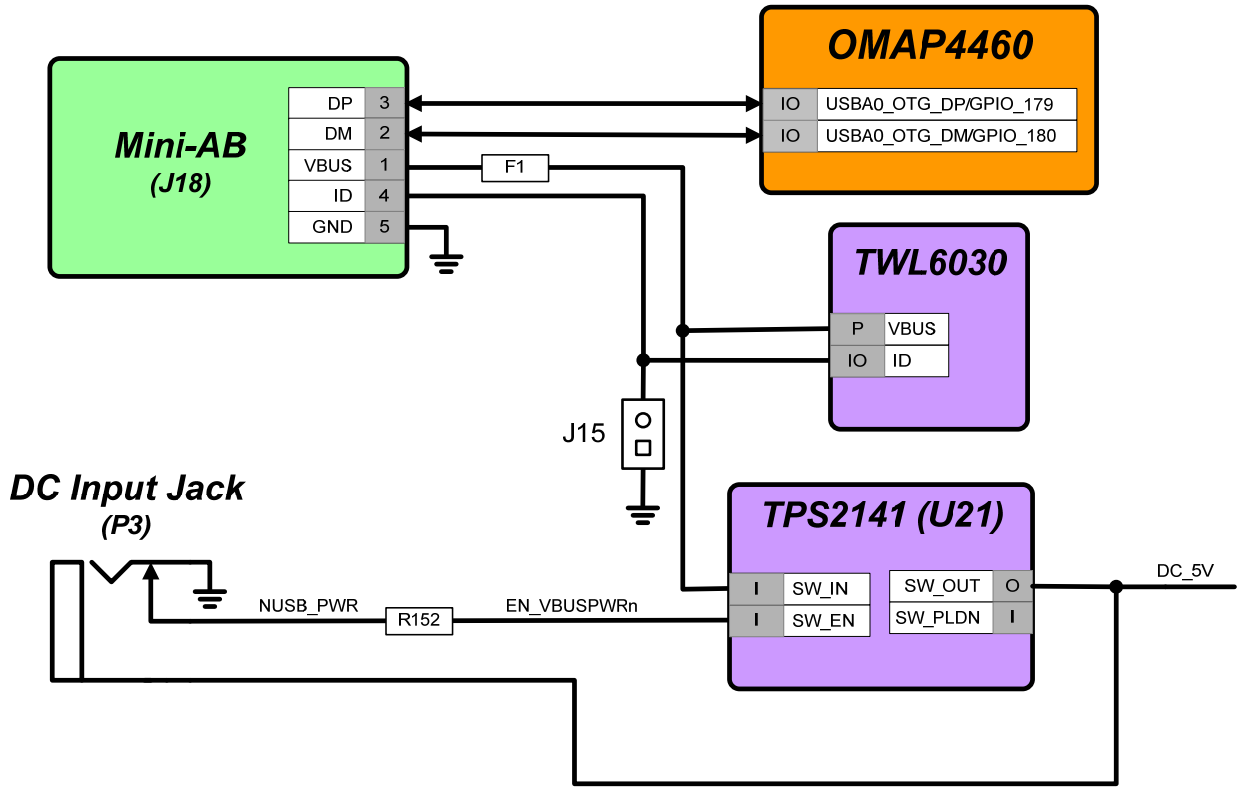 OMAP4460
IO USBA0_OTG_DP/GPIO_179
IO USBA0_OTG_DM/GPIO_180
Mini-AB
(J18)
DP 3
DM 2
VBUS 1
ID 4
GND 5
F1
TWL6030
P VBUS
IO ID
J15
DC Input Jack
(P3)
TPS2141 (U21)
I SW_IN
I SW_EN
SW_OUT O
SW_PLDN I
DC_5V
NUSB_PWR
R152
EN_VBUSPWRn